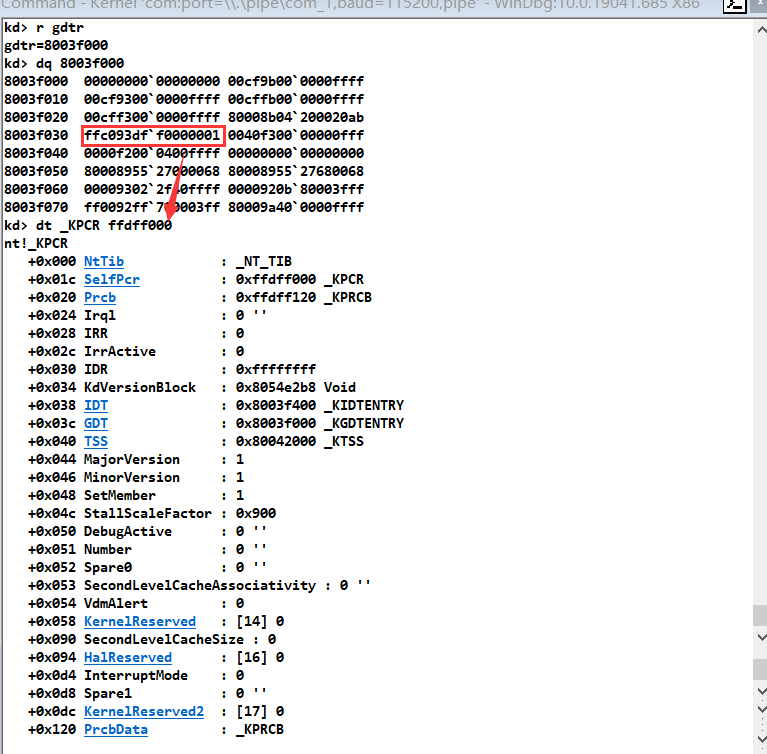 Command - Kernel 'com:port=\\.\pipe\com_1,baud=115200,pipe' - WinDbg:10.0.19041.685 X86
kd> r gdtr
gdtr=8003f000
kd> dq 8003f000
8003f000  00000000`00000000 00cf9b00`0000ffff
8003f010  00cf9300`0000ffff 00cffb00`0000ffff
8003f020  00cff300`0000ffff 80008b04`200020ab
8003f030  ffc093df`f0000001 0040f300`00000fff
8003f040  0000f200`0400ffff 00000000`00000000
8003f050  80008955`27000068 80008955`27680068
8003f060  00009302`2f40ffff 0000920b`80003fff
8003f070  ff0092ff`700003ff 80009a40`0000ffff
kd> dt _KPCR ffdff000
nt!_KPCR
   +0x000 NtTib            : _NT_TIB
   +0x01c SelfPcr          : 0xffdff000 _KPCR
   +0x020 Prcb             : 0xffdff120 _KPRCB
   +0x024 Irql             : 0 ''
   +0x028 IRR              : 0
   +0x02c IrrActive        : 0
   +0x030 IDR              : 0xffffffff
   +0x034 KdVersionBlock   : 0x8054e2b8 Void
   +0x038 IDT              : 0x8003f400 _KIDTENTRY
   +0x03c GDT              : 0x8003f000 _KGDTENTRY
   +0x040 TSS              : 0x80042000 _KTSS
   +0x044 MajorVersion     : 1
   +0x046 MinorVersion     : 1
   +0x048 SetMember        : 1
   +0x04c StallScaleFactor : 0x900
   +0x050 DebugActive      : 0 ''
   +0x051 Number           : 0 ''
   +0x052 Spare0           : 0 ''
   +0x053 SecondLevelCacheAssociativity : 0 ''
   +0x054 VdmAlert         : 0
   +0x058 KernelReserved   : [14] 0
   +0x090 SecondLevelCacheSize : 0
   +0x094 HalReserved      : [16] 0
   +0x0d4 InterruptMode    : 0
   +0x0d8 Spare1           : 0 ''
   +0x0dc KernelReserved2  : [17] 0
   +0x120 PrcbData         : _KPRCB